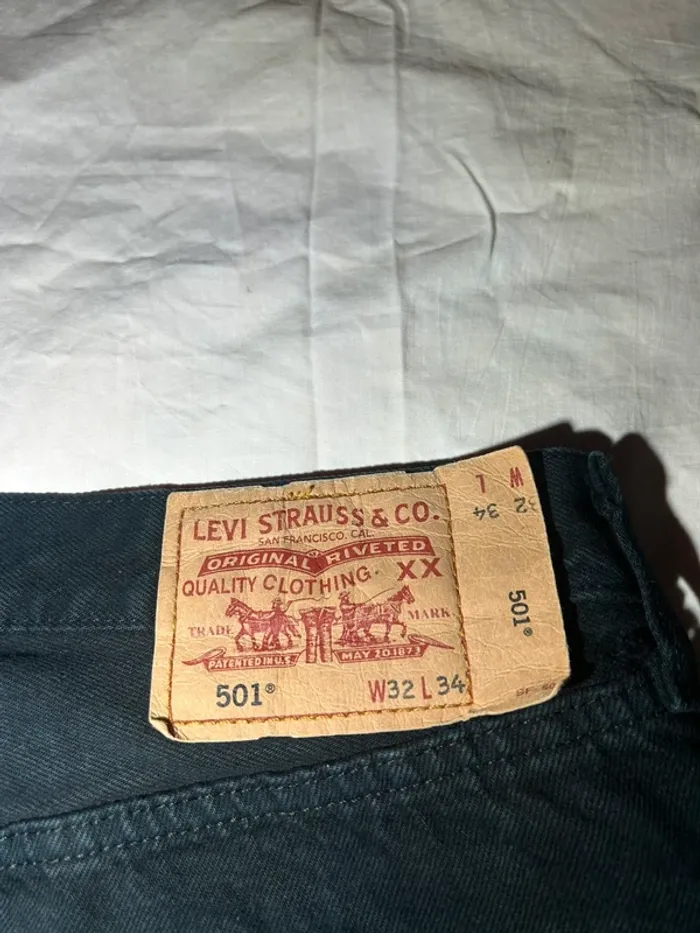 LEVI STRAUSS & CO.
SAN FRANCISCO, CAL.
ORIGINAL RIVETED
QUALITY CLOTHING. XX
TRADE MARK
PATENTED IN U.S. MAY 20.1873
501® W32 L34
W L
32 34
501®